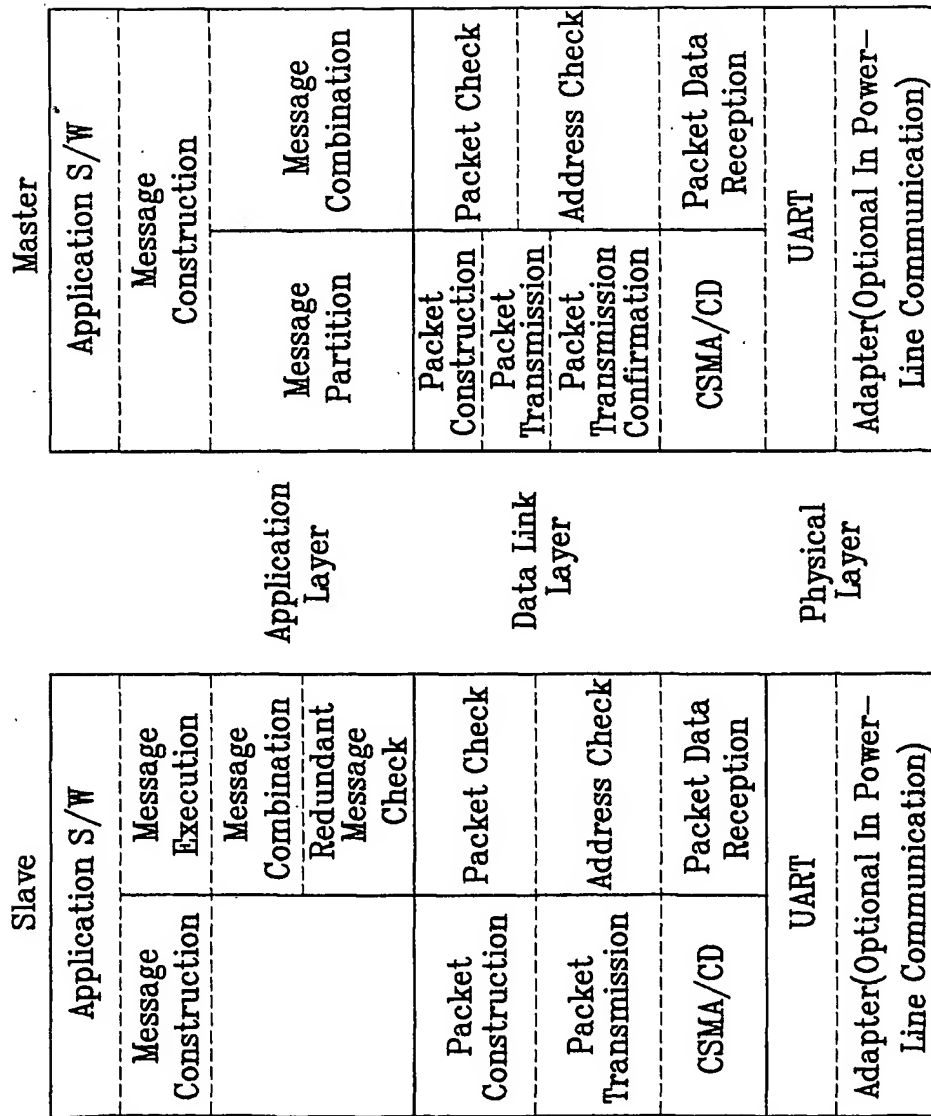 Slave
Application S/W
Message
Construction
Message
Execution
Message
Combination
Redundant
Message
Check
Packet
Construction
Packet Check
Packet
Transmission
Address Check
CSMA/CD
Packet Data
Reception
UART
Adapter(Optional In Power-
Line Communication)
Application
Layer
Data Link
Layer
Physical
Layer
Master
Application S/W
Message
Construction
Message
Partition
Message
Combination
Packet
Construction
Packet
Transmission
Packet
Transmission
Confirmation
Packet Check
Address Check
CSMA/CD
Packet Data
Reception
UART
Adapter(Optional In Power-
Line Communication)